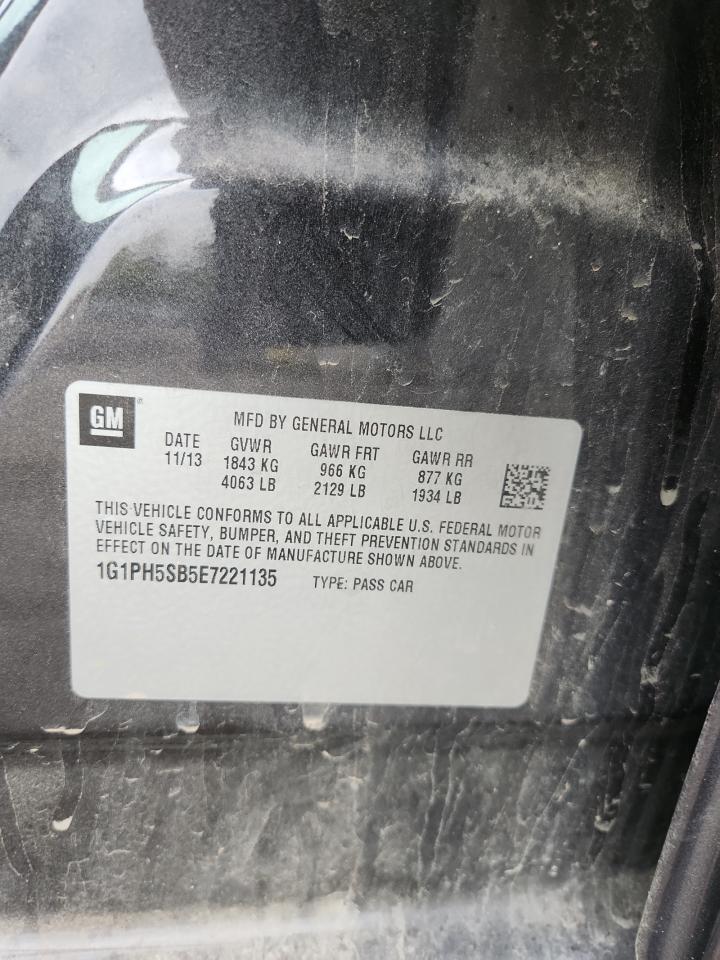 GM
MFD BY GENERAL MOTORS LLC
DATE GVWR GAWR FRT GAWR RR
11/13 1843 KG 966 KG 877 KG
4063 LB 2129 LB 1934 LB
THIS VEHICLE CONFORMS TO ALL APPLICABLE U.S. FEDERAL MOTOR
VEHICLE SAFETY, BUMPER, AND THEFT PREVENTION STANDARDS IN
EFFECT ON THE DATE OF MANUFACTURE SHOWN ABOVE.
1G1PH5SB5E7221135 TYPE: PASS CAR